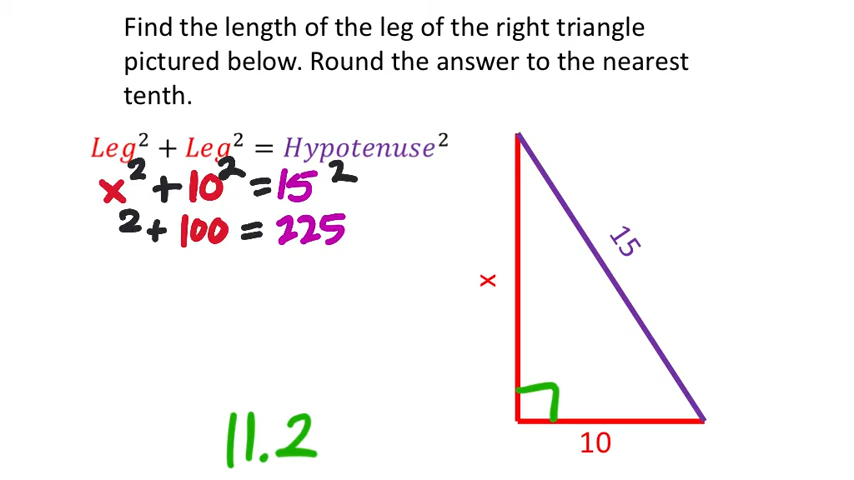 Find the length of the leg of the right triangle
pictured below. Round the answer to the nearest
tenth.
Leg² + Leg² = Hypotenuse²
x² + 10² = 15²
² + 100 = 225
x
15
10
11.2